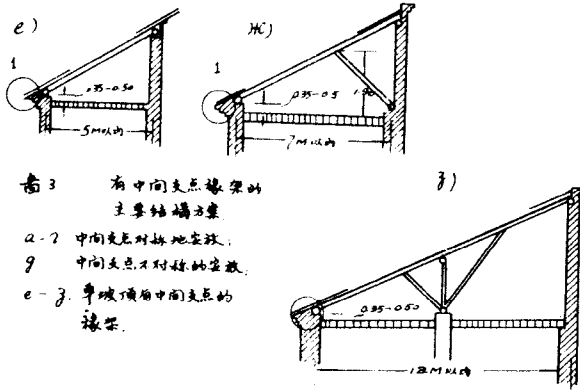 e)
ж)
1
1
0.35-0.50
0.35-0.5
5M以内
7M以内
图3 有中间支点椽架的
主要结构方案
з)
a-г 中间支点对称地安放;
g 中间支点不对称的安放;
e-з. 单坡顶有中间支点的
椽架.
0.35-0.50
12M以内